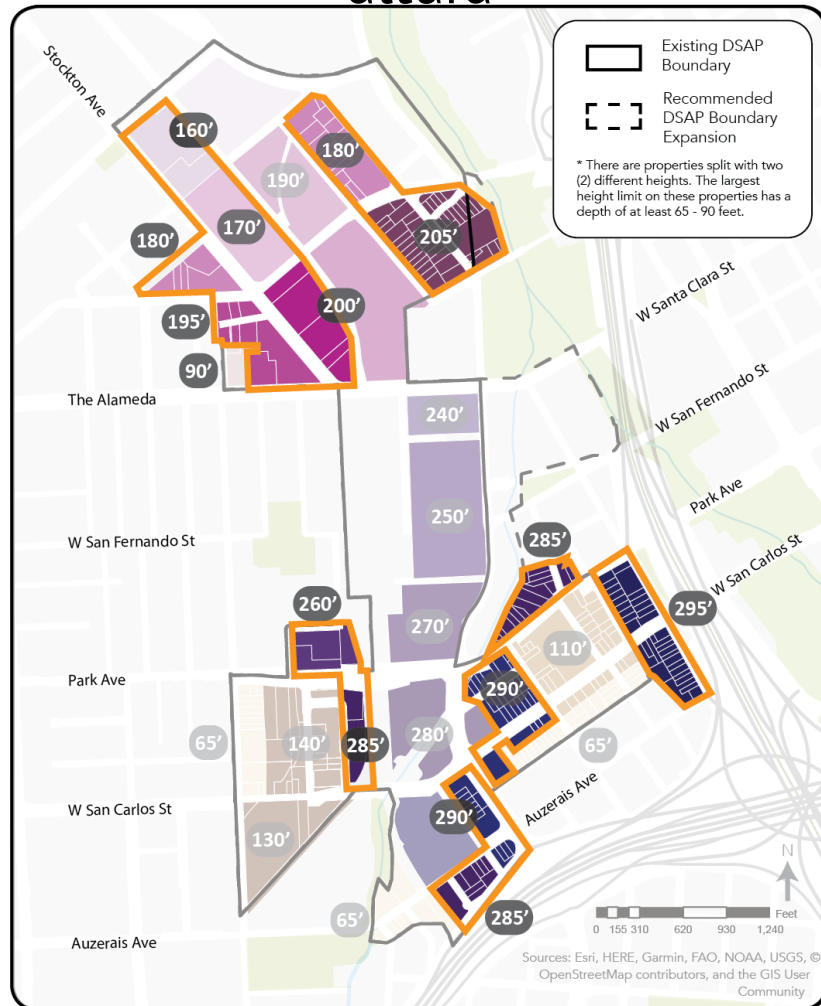 Stockton Ave
Existing DSAP
Boundary
Recommended
DSAP Boundary
Expansion
* There are properties split with two
(2) different heights. The largest
height limit on these properties has a
depth of at least 65 - 90 feet.
160’
180’
190’
170’
180’
205’
200’
195’
90’
W Santa Clara St
The Alameda
240’
W San Fernando St
250’
Park Ave
W San Fernando St
285’
W San Carlos St
260’
295’
270’
110’
Park Ave
290’
65’
140’
285’
280’
65’
W San Carlos St
Auzerais Ave
290’
130’
65’
285’
N
Feet
0 155 310 620 930 1,240
Auzerais Ave
Sources: Esri, HERE, Garmin, FAO, NOAA, USGS, ©
OpenStreetMap contributors, and the GIS User
Community